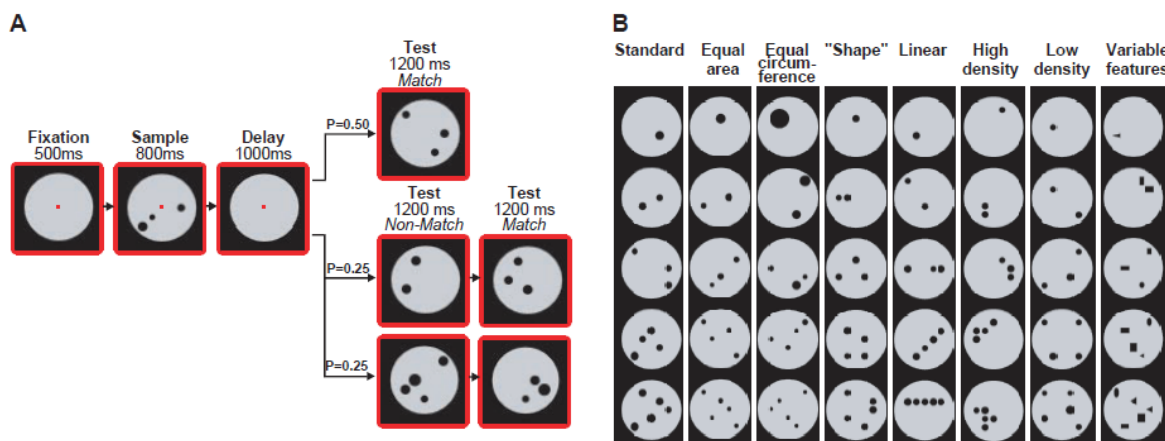 A
Test
1200 ms
Match
P=0.50
Fixation
500ms
Sample
800ms
Delay
1000ms
Test
1200 ms
Non-Match
Test
1200 ms
Match
P=0.25
P=0.25
B
Standard
Equal
area
Equal
circum-
ference
"Shape"
Linear
High
density
Low
density
Variable
features